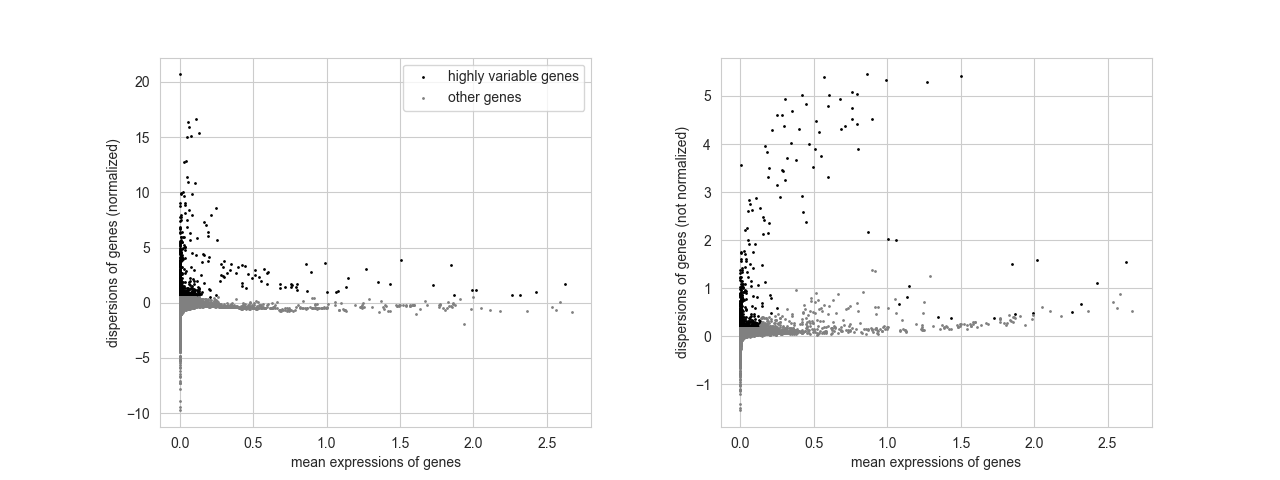 20
15
10
5
0
−5
−10
dispersions of genes (normalized)
highly variable genes
other genes
0.0 0.5 1.0 1.5 2.0 2.5
mean expressions of genes
5
4
3
2
1
0
−1
dispersions of genes (not normalized)
0.0 0.5 1.0 1.5 2.0 2.5
mean expressions of genes